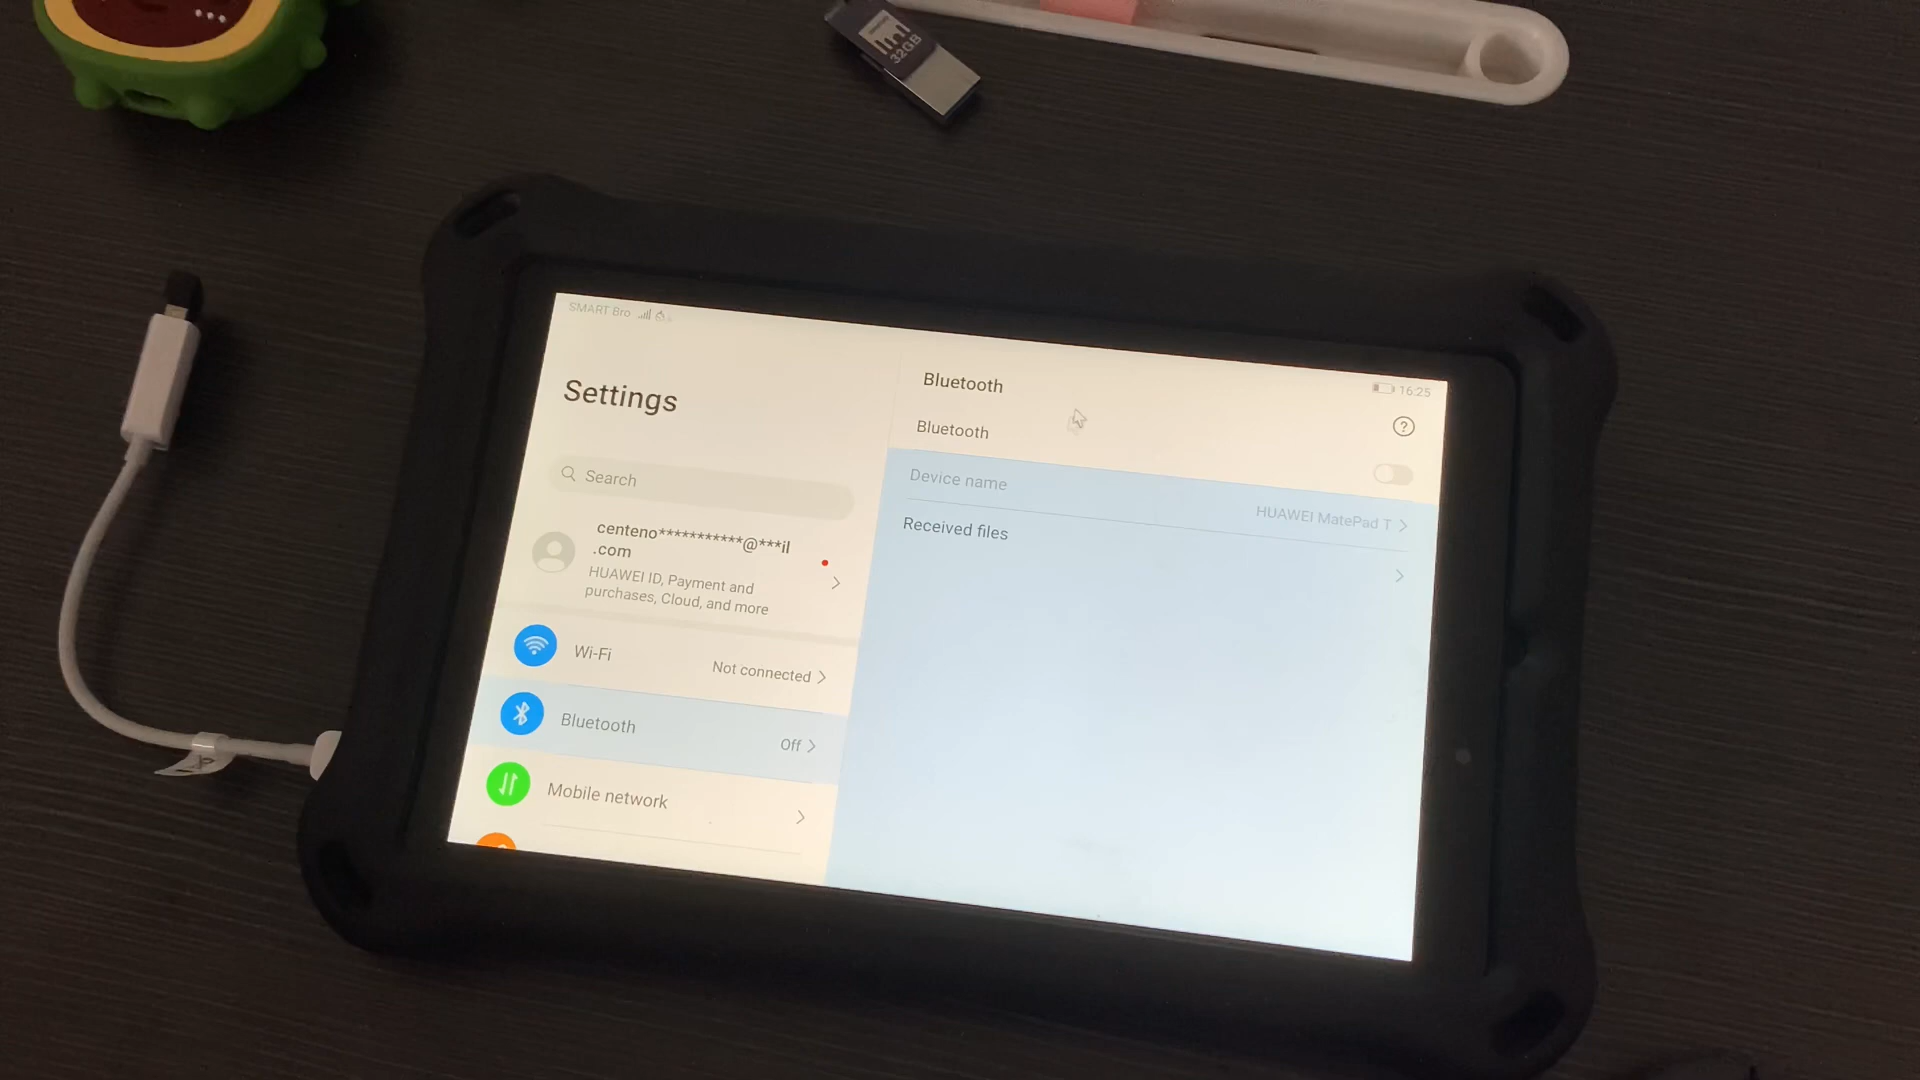 32GB
SMART Bro
16:25
Settings
Search
centeno***********@***il
.com
HUAWEI ID, Payment and
purchases, Cloud, and more
Wi-Fi
Not connected
Bluetooth
Off
Mobile network
Bluetooth
?
Bluetooth
Device name
HUAWEI MatePad T
Received files